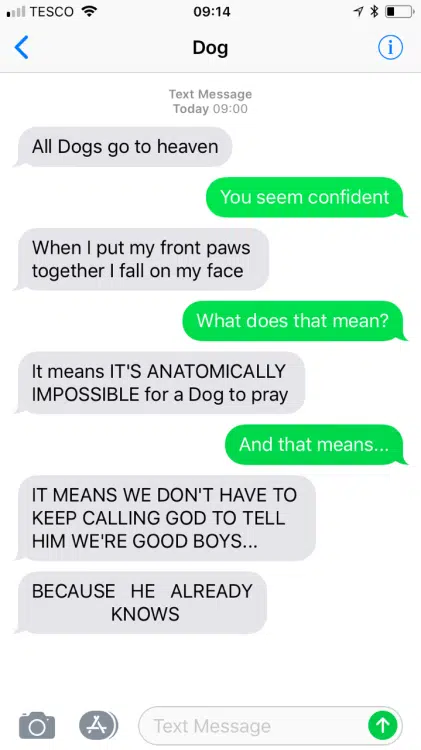 TESCO 09:14
Dog
Text Message
Today 09:00
All Dogs go to heaven
You seem confident
When I put my front paws
together I fall on my face
What does that mean?
It means IT'S ANATOMICALLY
IMPOSSIBLE for a Dog to pray
And that means...
IT MEANS WE DON'T HAVE TO
KEEP CALLING GOD TO TELL
HIM WE'RE GOOD BOYS...
BECAUSE HE ALREADY
KNOWS
Text Message